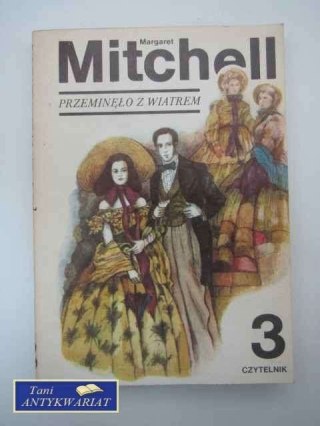 Margaret
Mitchell
PRZEMINĘŁO Z WIATREM
3
CZYTELNIK
Tani
ANTYKWARIAT